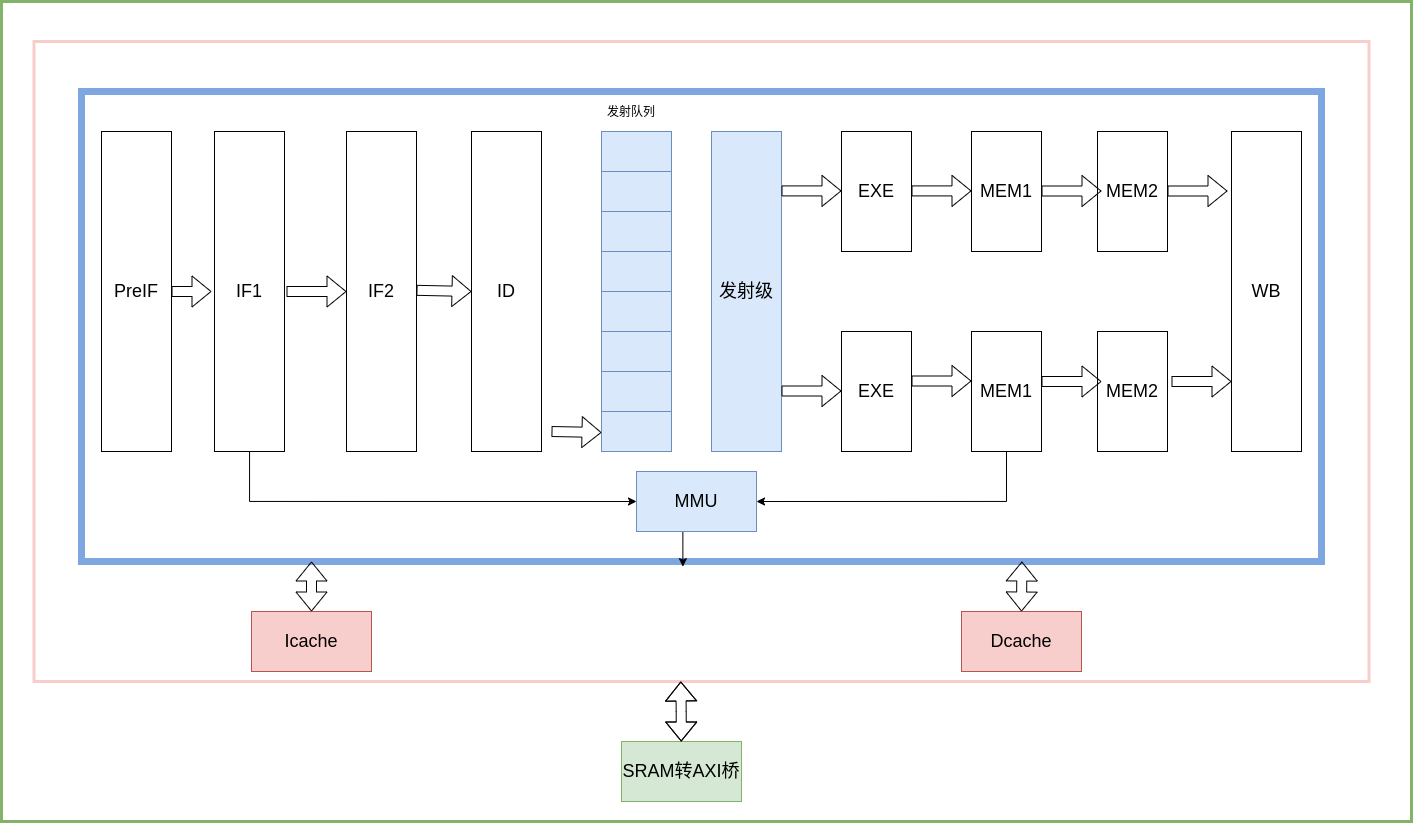 发射队列
PreIF
IF1
IF2
ID
发射级
EXE
MEM1
MEM2
WB
EXE
MEM1
MEM2
MMU
Icache
Dcache
SRAM转AXI桥